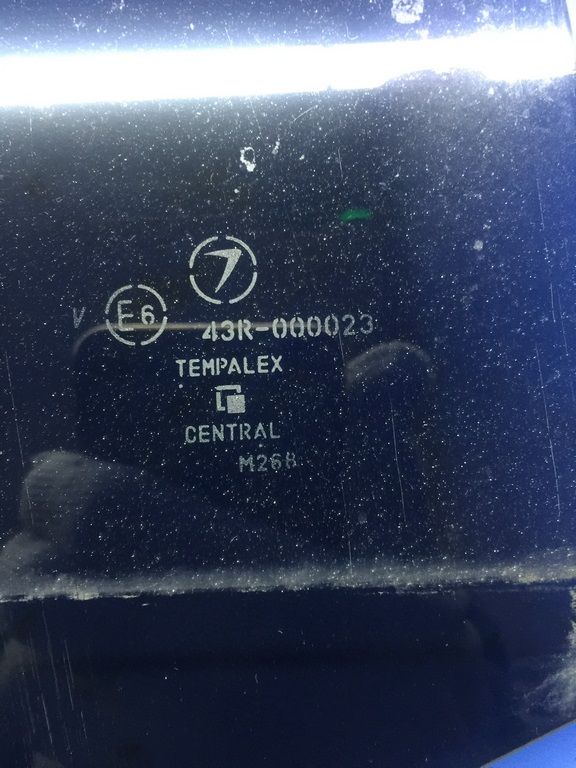 V E6 43R-000023
TEMPALEX
CENTRAL
M268